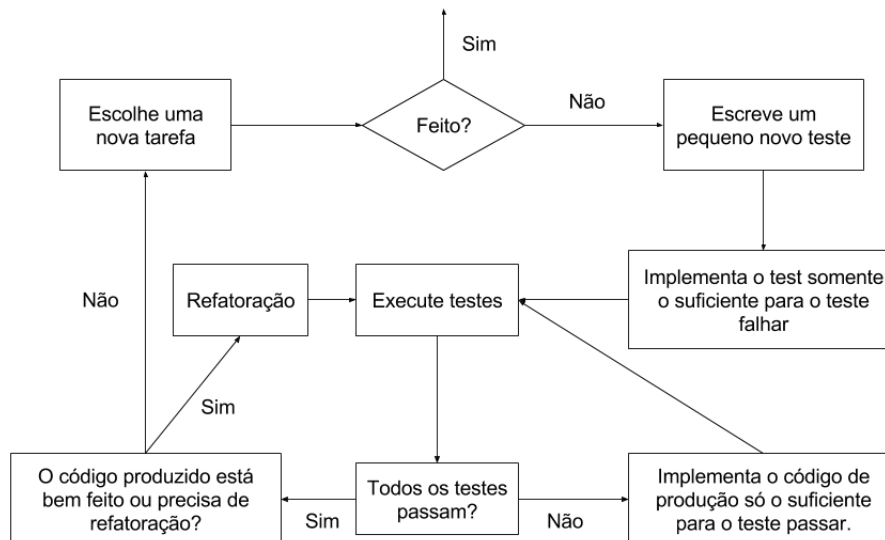 Sim
Escolhe uma
nova tarefa
Feito?
Não
Escreve um
pequeno novo teste
Não
Refatoração
Execute testes
Implementa o test somente
o suficiente para o teste
falhar
Sim
O código produzido está
bem feito ou precisa de
refatoração?
Sim
Todos os testes
passam?
Não
Implementa o código de
produção só o suficiente
para o teste passar.